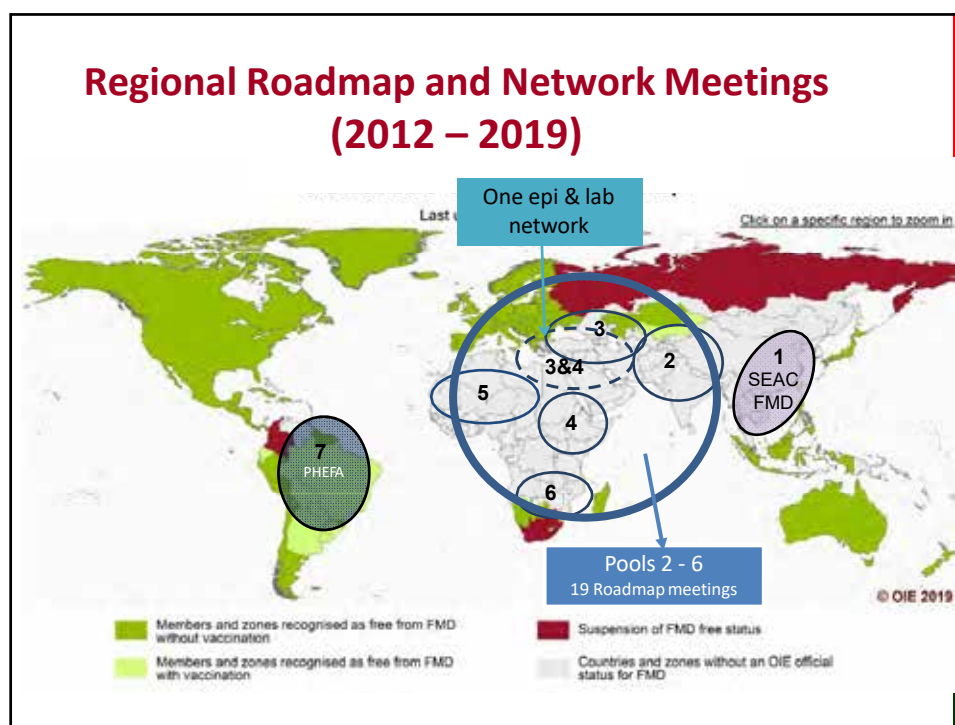 Regional Roadmap and Network Meetings
(2012 – 2019)
One epi & lab
network
Last
Click on a specific region to zoom in
3
3&4
2
1
SEAC
FMD
5
4
7
PHEFA
6
Pools 2 - 6
19 Roadmap meetings
© OIE 2019
Members and zones recognised as free from FMD
without vaccination
Suspension of FMD free status
Members and zones recognised as free from FMD
with vaccination
Countries and zones without an OIE official
status for FMD